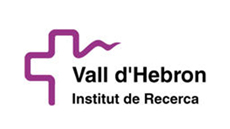 Vall d'Hebron
Institut de Recerca